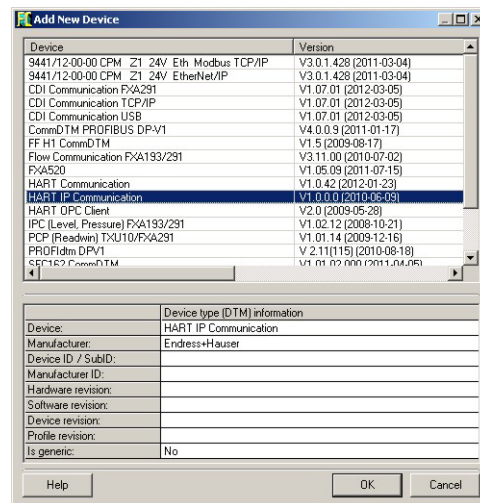 Add New Device
Device Version
9441/12-00-00 CPM Z1 24V Eth Modbus TCP/IP V3.0.1.428 (2011-03-04)
9441/12-00-00 CPM Z1 24V EtherNet/IP V3.0.1.428 (2011-03-04)
CDI Communication FXA291 V1.07.01 (2012-03-05)
CDI Communication TCP/IP V1.07.01 (2012-03-05)
CDI Communication USB V1.07.01 (2012-03-05)
CommDTM PROFIBUS DP-V1 V4.0.0.9 (2011-01-17)
FF H1 CommDTM V1.5 (2009-08-17)
Flow Communication FXA193/291 V3.11.00 (2010-07-02)
FXA520 V1.05.09 (2011-07-15)
HART Communication V1.0.42 (2012-01-23)
HART IP Communication V1.0.0.0 (2010-06-09)
HART OPC Client V2.0 (2009-05-28)
IPC (Level, Pressure) FXA193/291 V1.02.12 (2008-10-21)
PCP (Readwin) TXU10/FXA291 V1.01.14 (2009-12-16)
PROFIdtm DPV1 V 2.11(115) (2010-08-18)
SFC162 CommDTM V1.01.02.000 (2011-04-05)
Device type (DTM) information
Device: HART IP Communication
Manufacturer: Endress+Hauser
Device ID / SubID:
Manufacturer ID:
Hardware revision:
Software revision:
Device revision:
Profile revision:
Is generic: No
Help OK Cancel